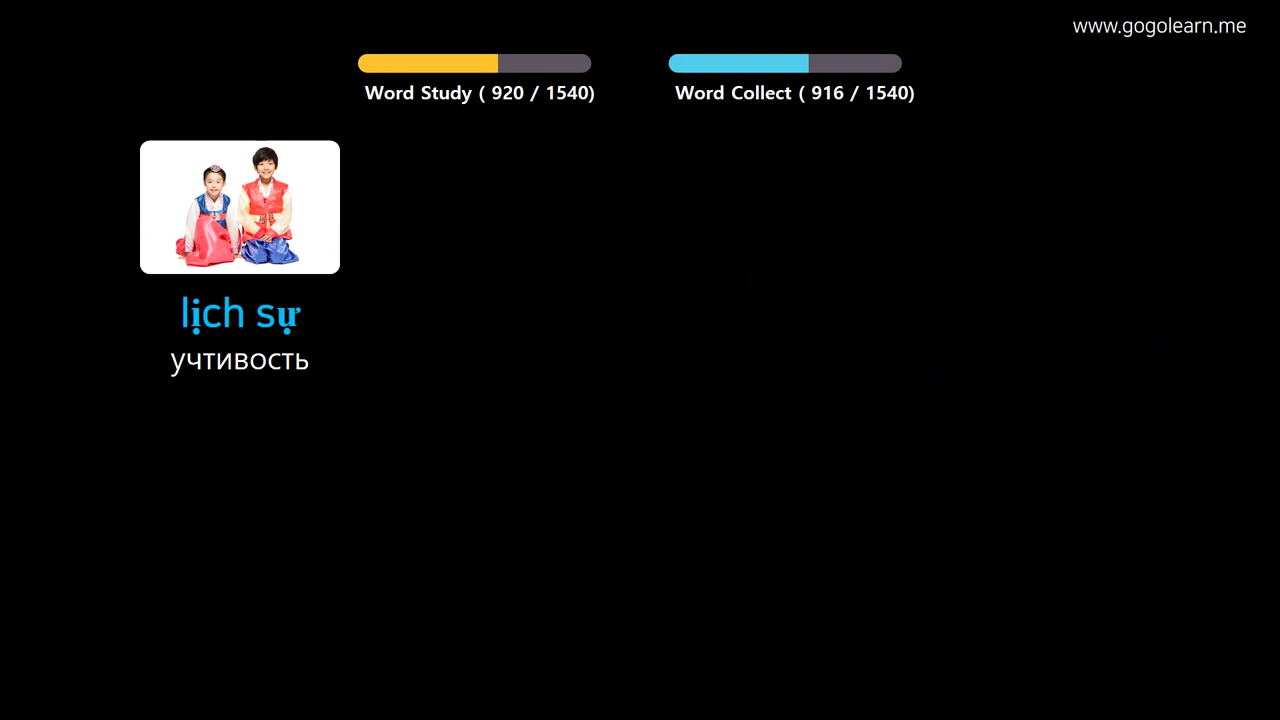 www.gogolearn.me
Word Study ( 920 / 1540)
Word Collect ( 916 / 1540)
lịch sự
учтивость